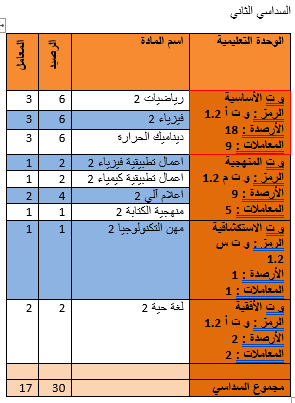 السداسي الثاني
الوحدة التعليمية اسم المادة الرصيد المعامل
و ت الأساسية
الرمز : و ت أ 1.2
الأرصدة : 18
المعاملات : 9
رياضيات 2 6 3
فيزياء 2 6 3
ديناميك الحرارة 6 3
و ت المنهجية
الرمز : و ت م 1.2
الأرصدة : 9
المعاملات : 5
اعمال تطبيقية فيزياء 2 2 1
اعمال تطبيقية كيمياء 2 2 1
اعلام آلي 2 4 2
منهجية الكتابة 2 1 1
و ت الاستكشافية
الرمز : و ت س
1.2
الأرصدة : 1
المعاملات : 1
مهن التكنولوجيا 2 1 1
و ت الأفقية
الرمز : و ت أ 1.2
الأرصدة : 2
المعاملات : 2
لغة حية 2 2 2
مجموع السداسي 30 17